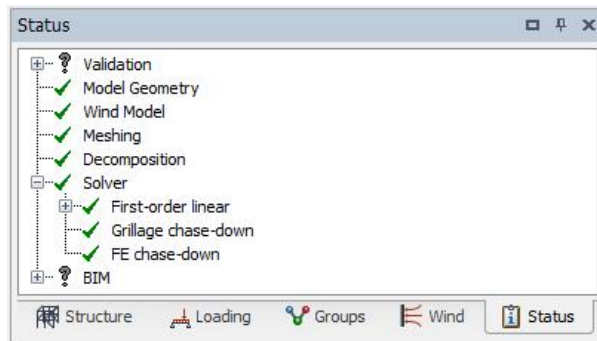 Status
Validation
Model Geometry
Wind Model
Meshing
Decomposition
Solver
First-order linear
Grillage chase-down
FE chase-down
BIM
Structure Loading Groups Wind Status